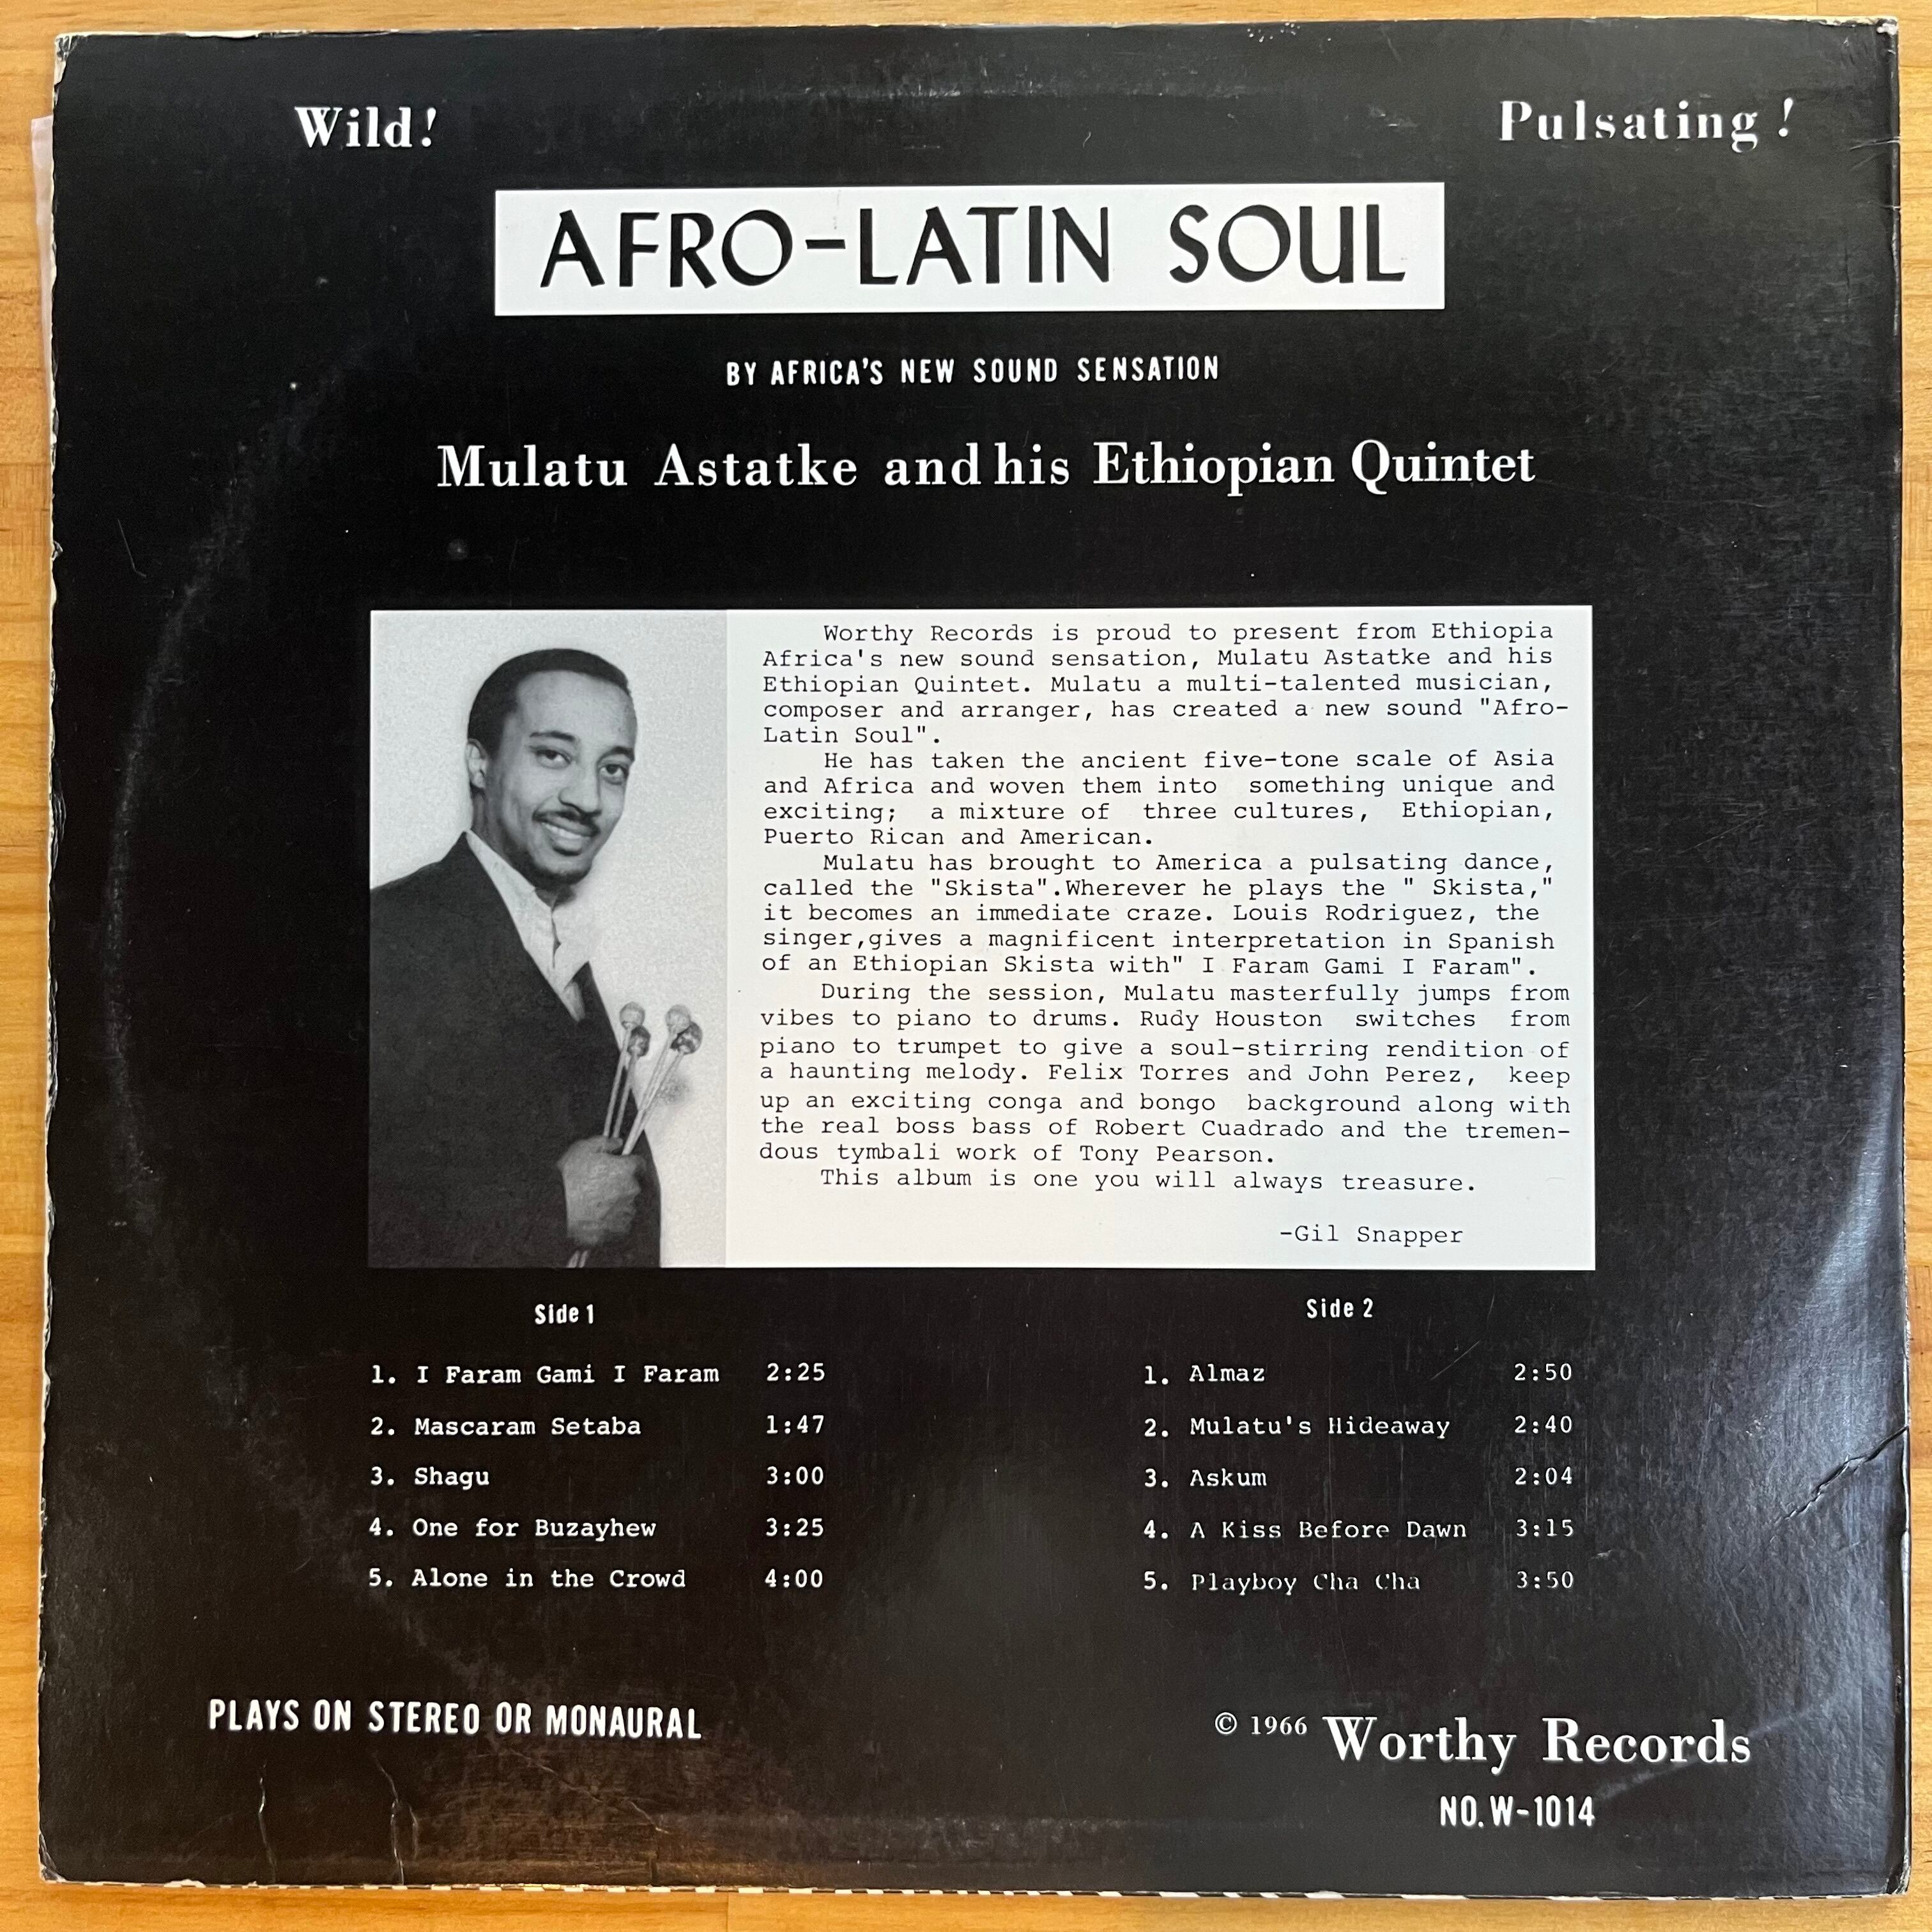 Wild! Pulsating!
AFRO-LATIN SOUL
BY AFRICA'S NEW SOUND SENSATION
Mulatu Astatke and his Ethiopian Quintet
Worthy Records is proud to present from Ethiopia
Africa's new sound sensation, Mulatu Astatke and his
Ethiopian Quintet. Mulatu a multi-talented musician,
composer and arranger, has created a new sound "Afro-
Latin Soul".
He has taken the ancient five-tone scale of Asia
and Africa and woven them into something unique and
exciting; a mixture of three cultures, Ethiopian,
Puerto Rican and American.
Mulatu has brought to America a pulsating dance,
called the "Skista".Wherever he plays the " Skista,"
it becomes an immediate craze. Louis Rodriguez, the
singer,gives a magnificent interpretation in Spanish
of an Ethiopian Skista with" I Faram Gami I Faram".
During the session, Mulatu masterfully jumps from
vibes to piano to drums. Rudy Houston switches from
piano to trumpet to give a soul-stirring rendition of
a haunting melody. Felix Torres and John Perez, keep
up an exciting conga and bongo background along with
the real boss bass of Robert Cuadrado and the tremen-
dous tymbali work of Tony Pearson.
This album is one you will always treasure.
-Gil Snapper
Side 1
1. I Faram Gami I Faram 2:25
2. Mascaram Setaba 1:47
3. Shagu 3:00
4. One for Buzayhew 3:25
5. Alone in the Crowd 4:00
Side 2
1. Almaz 2:50
2. Mulatu's Hideaway 2:40
3. Askum 2:04
4. A Kiss Before Dawn 3:15
5. Playboy Cha Cha 3:50
PLAYS ON STEREO OR MONAURAL
© 1966 Worthy Records
NO. W-1014